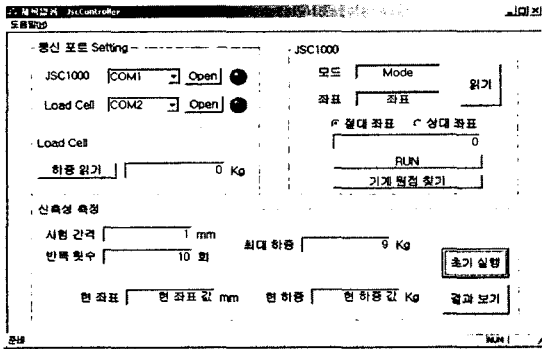 제목없음 - JscController
도움말(H)
통신 포트 Setting
JSC1000 COM1 Open
Load Cell COM2 Open
Load Cell
하중 읽기 0 Kg
JSC1000
모드 Mode
좌표 좌표
읽기
절대 좌표 상대 좌표
0
RUN
기계 원점 찾기
신축성 측정
시험 간격 1 mm
반복 횟수 10 회
최대 하중 9 Kg
초기 실행
현 좌표 현 좌표 값 mm 현 하중 현 하중 값 Kg 결과 보기
준비 NUM